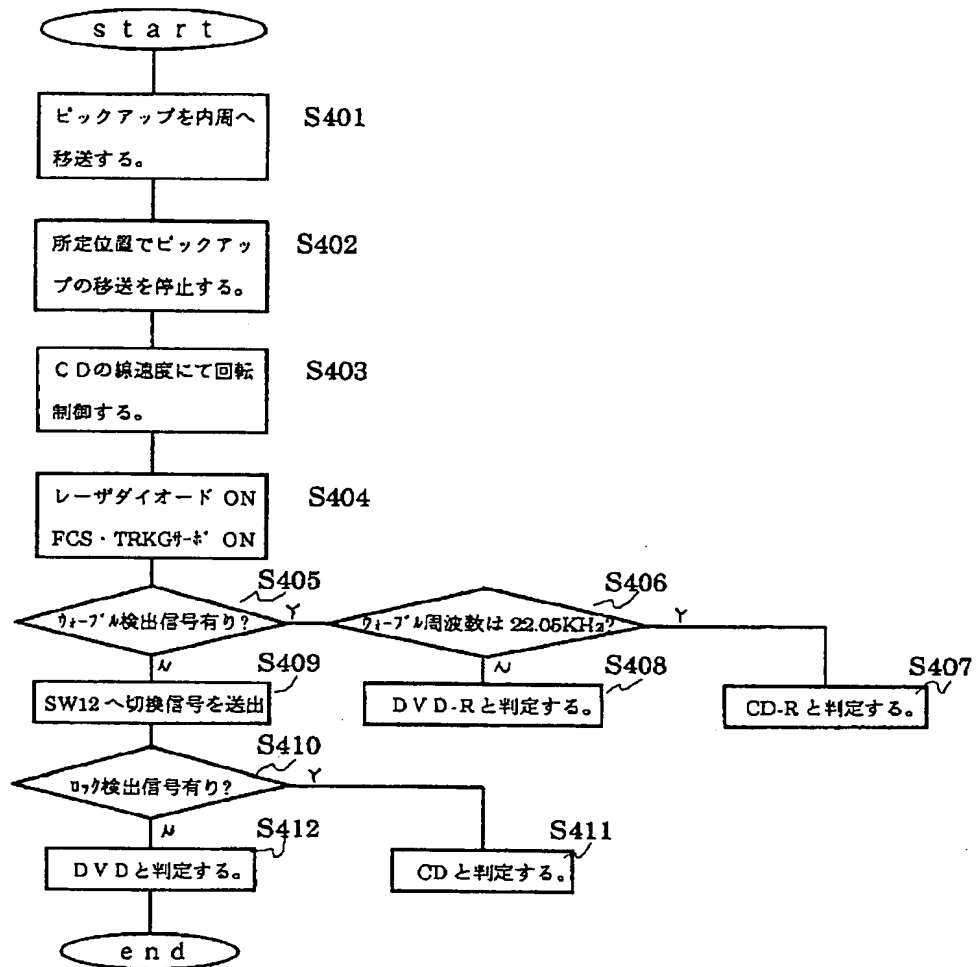 start
ピックアップを内周へ
移送する。
S401
所定位置でピックアッ
プの移送を停止する。
S402
CDの線速度にて回転
制御する。
S403
レーザダイオード ON
FCS・TRKGサーボ ON
S404
ウォーブル検出信号有り?
S405
Y
N
ウォーブル周波数は 22.05KHz?
S406
Y
N
SW12へ切換信号を送出
S409
DVD-Rと判定する。
S408
CD-Rと判定する。
S407
ロック検出信号有り?
S410
Y
N
DVDと判定する。
S412
CDと判定する。
S411
end